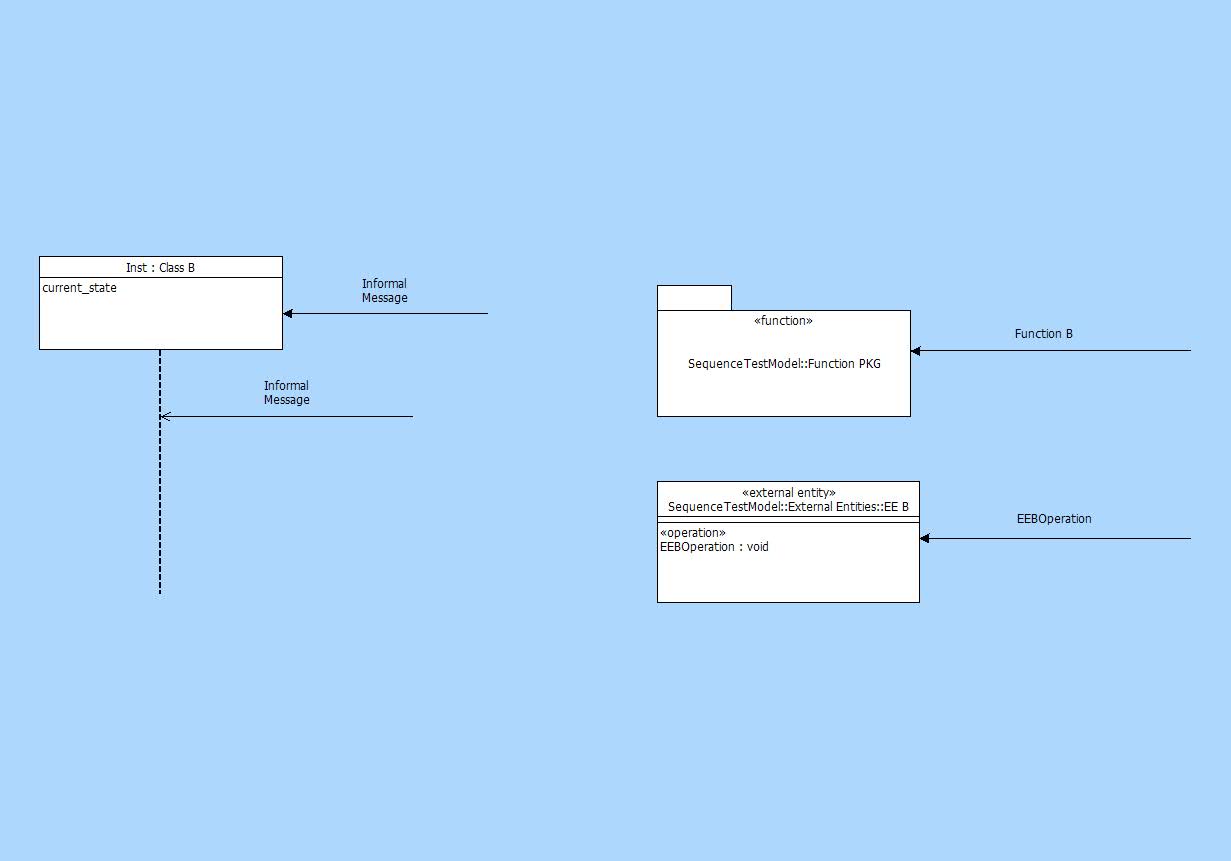 Inst : Class B
current_state
Informal
Message
Informal
Message
«function»
SequenceTestModel::Function PKG
Function B
«external entity»
SequenceTestModel::External Entities::EE B
«operation»
EEBOperation : void
EEBOperation